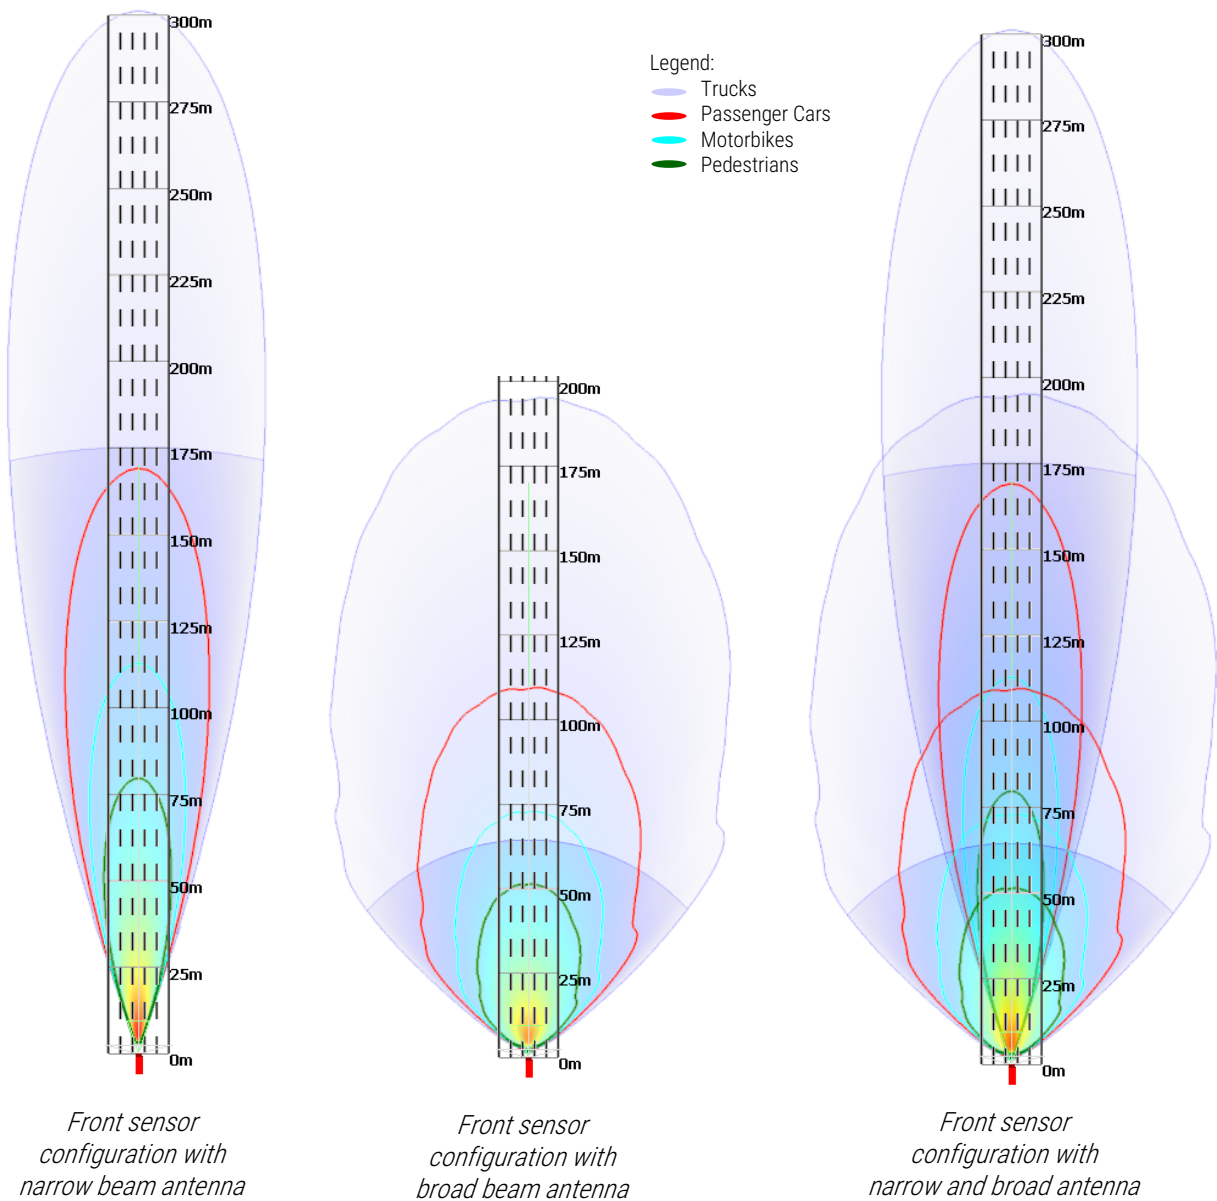 300m
275m
250m
225m
200m
175m
150m
125m
100m
75m
50m
25m
0m
Front sensor
configuration with
narrow beam antenna
200m
175m
150m
125m
100m
75m
50m
25m
0m
Front sensor
configuration with
broad beam antenna
Legend:
Trucks
Passenger Cars
Motorbikes
Pedestrians
300m
275m
250m
225m
200m
175m
150m
125m
100m
75m
50m
25m
0m
Front sensor
configuration with
narrow and broad antenna